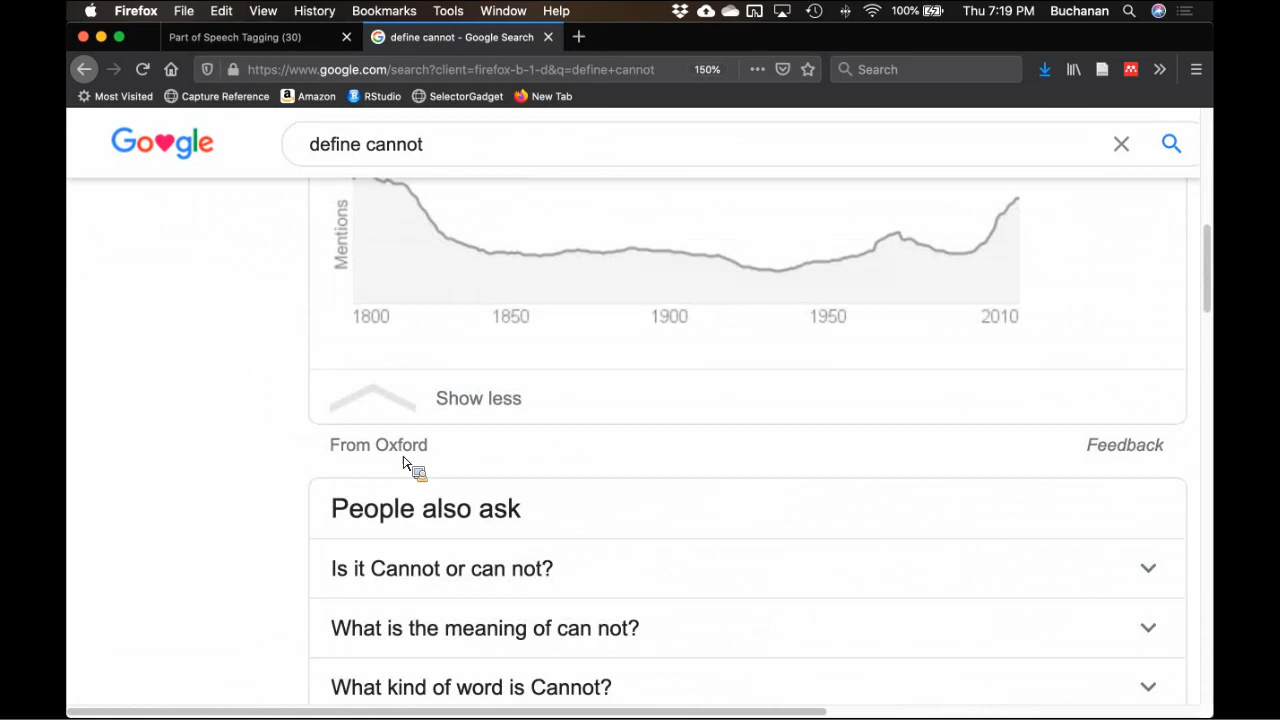 Firefox File Edit View History Bookmarks Tools Window Help 100% Thu 7:19 PM Buchanan
Part of Speech Tagging (30) define cannot - Google Search
https://www.google.com/search?client=firefox-b-1-d&q=define+cannot 150% Search
Most Visited Capture Reference Amazon RStudio SelectorGadget New Tab
Google define cannot
Mentions
1800 1850 1900 1950 2010
Show less
From Oxford Feedback
People also ask
Is it Cannot or can not?
What is the meaning of can not?
What kind of word is Cannot?